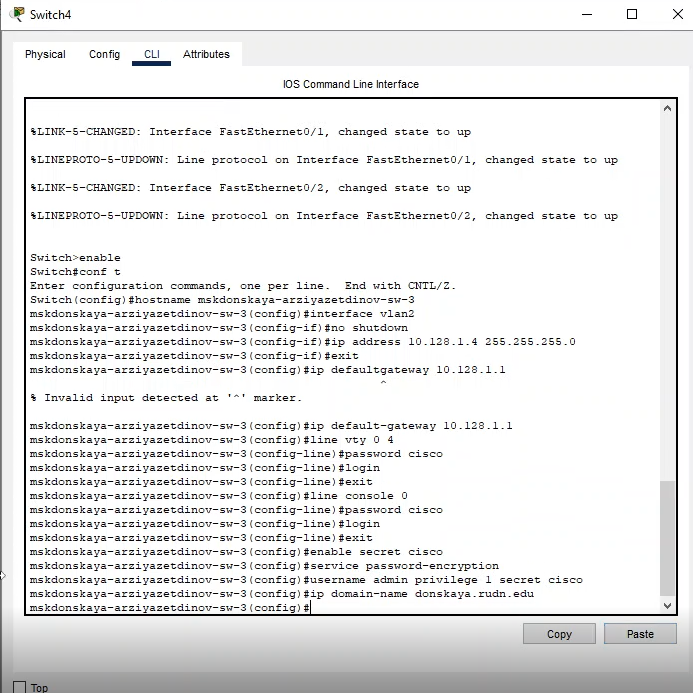 Switch4
Physical Config CLI Attributes
IOS Command Line Interface
%LINK-5-CHANGED: Interface FastEthernet0/1, changed state to up
%LINEPROTO-5-UPDOWN: Line protocol on Interface FastEthernet0/1, changed state to up
%LINK-5-CHANGED: Interface FastEthernet0/2, changed state to up
%LINEPROTO-5-UPDOWN: Line protocol on Interface FastEthernet0/2, changed state to up
Switch>enable
Switch#conf t
Enter configuration commands, one per line.  End with CNTL/Z.
Switch(config)#hostname mskdonskaya-arziyazetdinov-sw-3
mskdonskaya-arziyazetdinov-sw-3(config)#interface vlan2
mskdonskaya-arziyazetdinov-sw-3(config-if)#no shutdown
mskdonskaya-arziyazetdinov-sw-3(config-if)#ip address 10.128.1.4 255.255.255.0
mskdonskaya-arziyazetdinov-sw-3(config-if)#exit
mskdonskaya-arziyazetdinov-sw-3(config)#ip defaultgateway 10.128.1.1
^
% Invalid input detected at '^' marker.
mskdonskaya-arziyazetdinov-sw-3(config)#ip default-gateway 10.128.1.1
mskdonskaya-arziyazetdinov-sw-3(config)#line vty 0 4
mskdonskaya-arziyazetdinov-sw-3(config-line)#password cisco
mskdonskaya-arziyazetdinov-sw-3(config-line)#login
mskdonskaya-arziyazetdinov-sw-3(config-line)#exit
mskdonskaya-arziyazetdinov-sw-3(config)#line console 0
mskdonskaya-arziyazetdinov-sw-3(config-line)#password cisco
mskdonskaya-arziyazetdinov-sw-3(config-line)#login
mskdonskaya-arziyazetdinov-sw-3(config-line)#exit
mskdonskaya-arziyazetdinov-sw-3(config)#enable secret cisco
mskdonskaya-arziyazetdinov-sw-3(config)#service password-encryption
mskdonskaya-arziyazetdinov-sw-3(config)#username admin privilege 1 secret cisco
mskdonskaya-arziyazetdinov-sw-3(config)#ip domain-name donskaya.rudn.edu
mskdonskaya-arziyazetdinov-sw-3(config)#
Copy Paste
Top